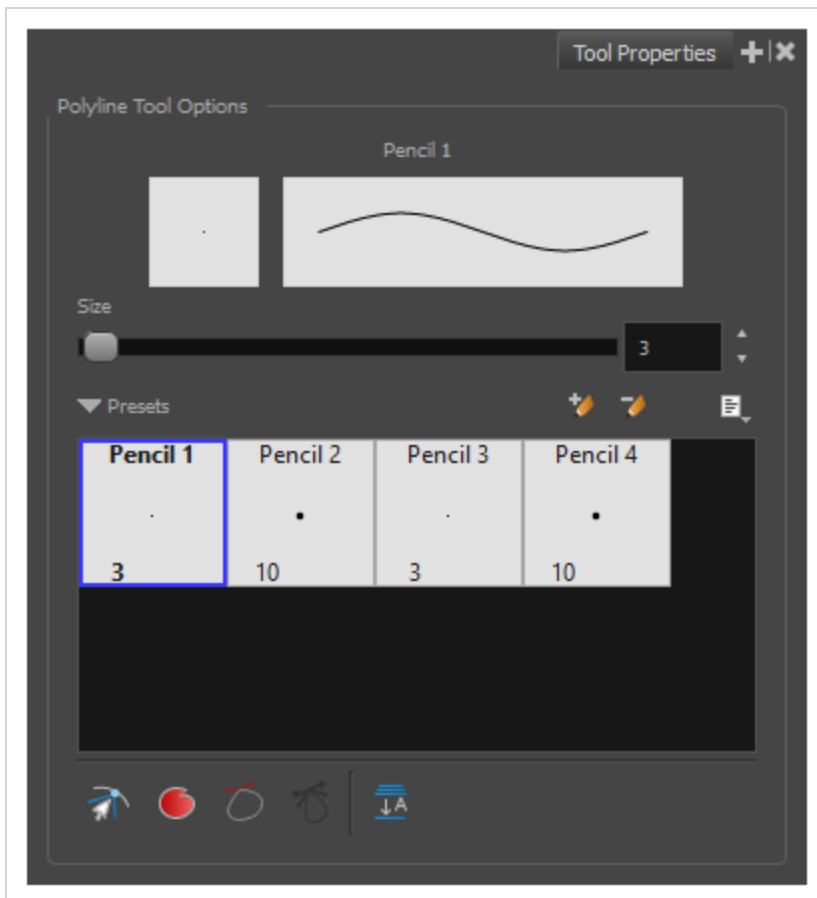 Tool Properties
Polyline Tool Options
Pencil 1
Size
3
Presets
Pencil 1 Pencil 2 Pencil 3 Pencil 4
3 10 3 10
A